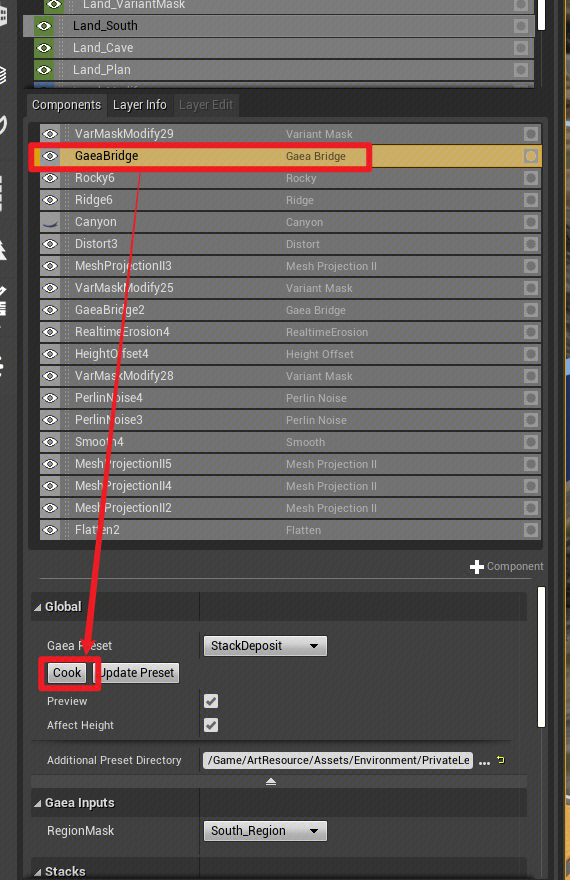 Land_VariantMask
Land_South
Land_Cave
Land_Plan
Components Layer Info Layer Edit
VarMaskModify29 Variant Mask
GaeaBridge Gaea Bridge
Rocky6 Rocky
Ridge6 Ridge
Canyon Canyon
Distort3 Distort
MeshProjectionII3 Mesh Projection II
VarMaskModify25 Variant Mask
GaeaBridge2 Gaea Bridge
RealtimeErosion4 RealtimeErosion
HeightOffset4 Height Offset
VarMaskModify28 Variant Mask
PerlinNoise4 Perlin Noise
PerlinNoise3 Perlin Noise
Smooth4 Smooth
MeshProjectionII5 Mesh Projection II
MeshProjectionII4 Mesh Projection II
MeshProjectionII2 Mesh Projection II
Flatten2 Flatten
Component
Global
Gaea Preset StackDeposit
Cook Update Preset
Preview
Affect Height
Additional Preset Directory /Game/ArtResource/Assets/Environment/PrivateLe ...
Gaea Inputs
RegionMask South_Region
Stacks